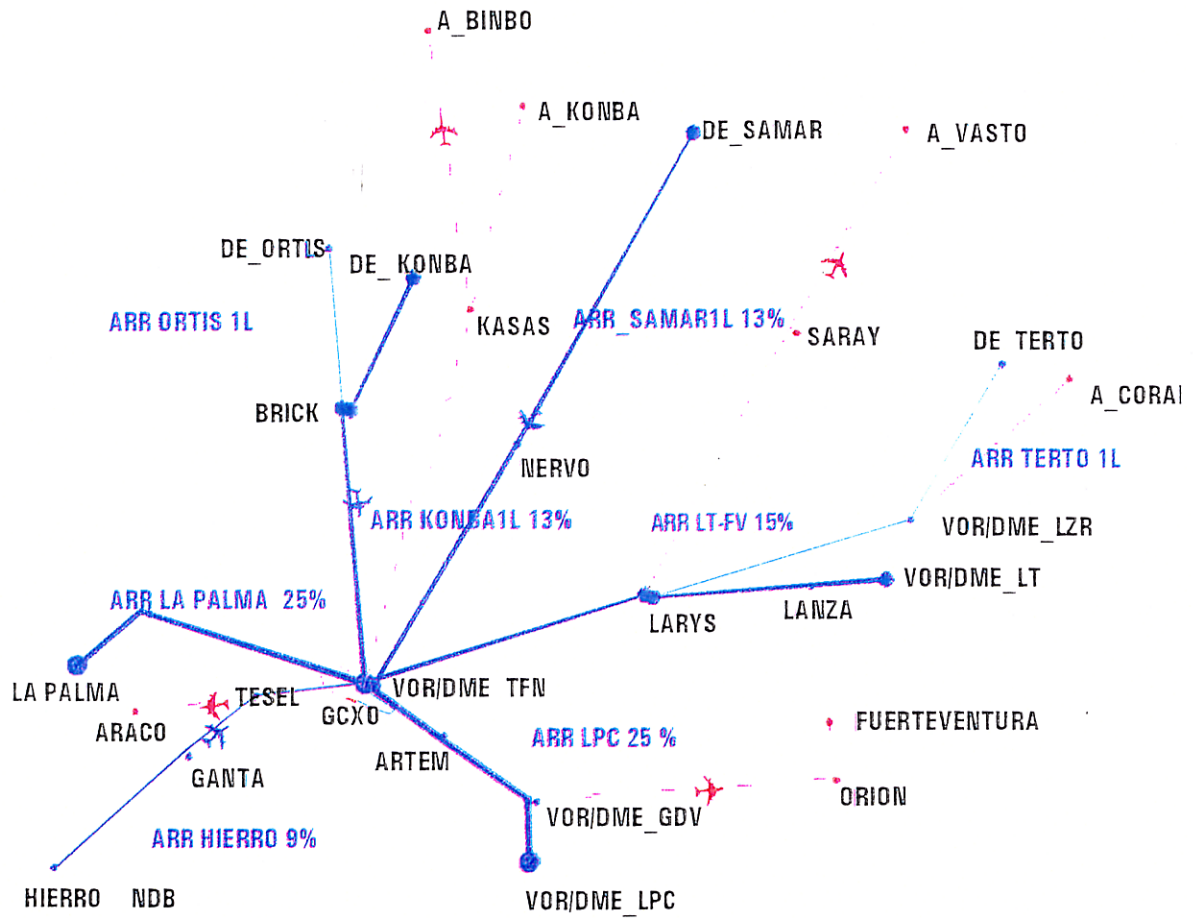 A_BINBO
A_KONBA
DE_SAMAR
A_VASTO
DE_ORTIS
DE_KONBA
ARR ORTIS 1L
KASAS
ARR_SAMAR1L 13%
SARAY
DE TERTO
A_CORAL
BRICK
NERVO
ARR TERTO 1L
ARR KONBA1L 13%
ARR LT-FV 15%
VOR/DME_LZR
VOR/DME_LT
ARR LA PALMA 25%
LARYS
LANZA
LA PALMA
TESEL
VOR/DME TFN
ARACO
GCXO
FUERTEVENTURA
ARR LPC 25 %
ARTEM
GANTA
ORION
VOR/DME_GDV
ARR HIERRO 9%
HIERRO NDB
VOR/DME_LPC